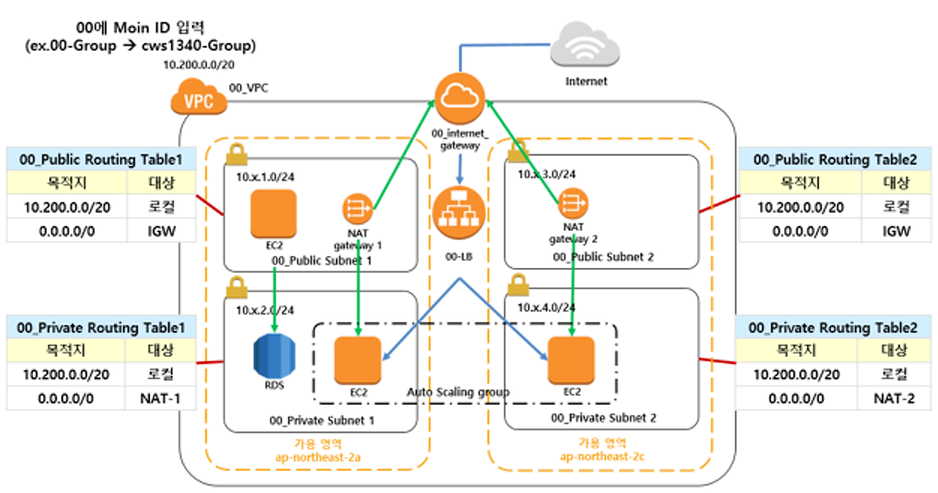 00에 Moin ID 입력
(ex.00-Group → cws1340-Group)
10.200.0.0/20
VPC
00_VPC
Internet
00_internet_
gateway
00_Public Routing Table1
목적지 대상
10.200.0.0/20 로컬
0.0.0.0/0 IGW
10.x.1.0/24
EC2
NAT
gateway 1
00_Public Subnet 1
00-LB
10.x.3.0/24
NAT
gateway 2
00_Public Subnet 2
00_Public Routing Table2
목적지 대상
10.200.0.0/20 로컬
0.0.0.0/0 IGW
00_Private Routing Table1
목적지 대상
10.200.0.0/20 로컬
0.0.0.0/0 NAT-1
10.x.2.0/24
RDS
EC2
Auto Scaling group
00_Private Subnet 1
10.x.4.0/24
EC2
00_Private Subnet 2
00_Private Routing Table2
목적지 대상
10.200.0.0/20 로컬
0.0.0.0/0 NAT-2
가용 영역
ap-northeast-2a
가용 영역
ap-northeast-2c